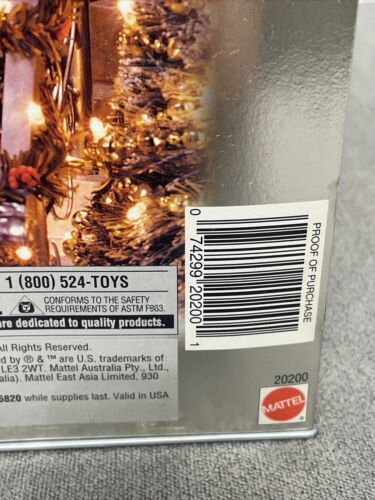 1 (800) 524-TOYS
CONFORMS TO THE SAFETY
REQUIREMENTS OF ASTM F963.
are dedicated to quality products.
All Rights Reserved.
ed by ® & ™ are U.S. trademarks of
LE3 2WT. Mattel Australia Pty., Ltd.,
alia). Mattel East Asia Limited, 930
6820 while supplies last. Valid in USA
0 74299 20200 1
PROOF OF PURCHASE
20200
MATTEL